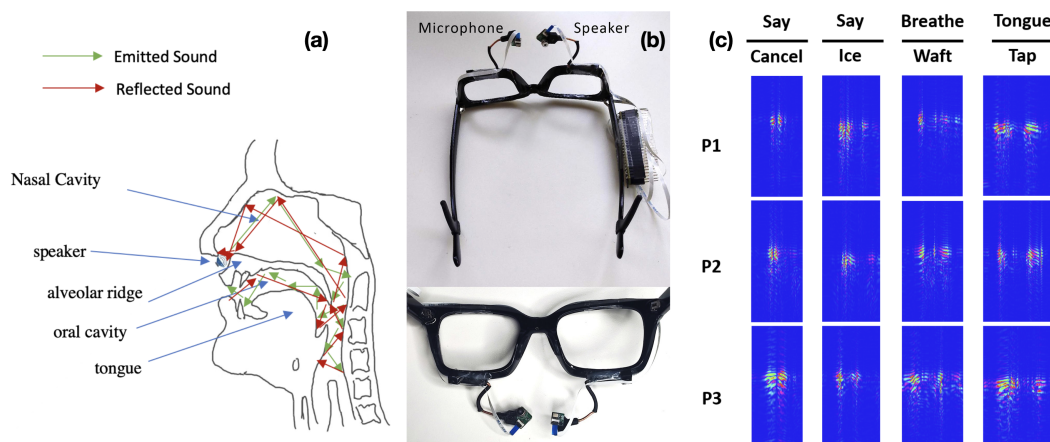 (a)
Emitted Sound
Reflected Sound
Nasal Cavity
speaker
alveolar ridge
oral cavity
tongue
Microphone
Speaker
(b)
(c)
Say
Say
Breathe
Tongue
Cancel
Ice
Waft
Tap
P1
P2
P3